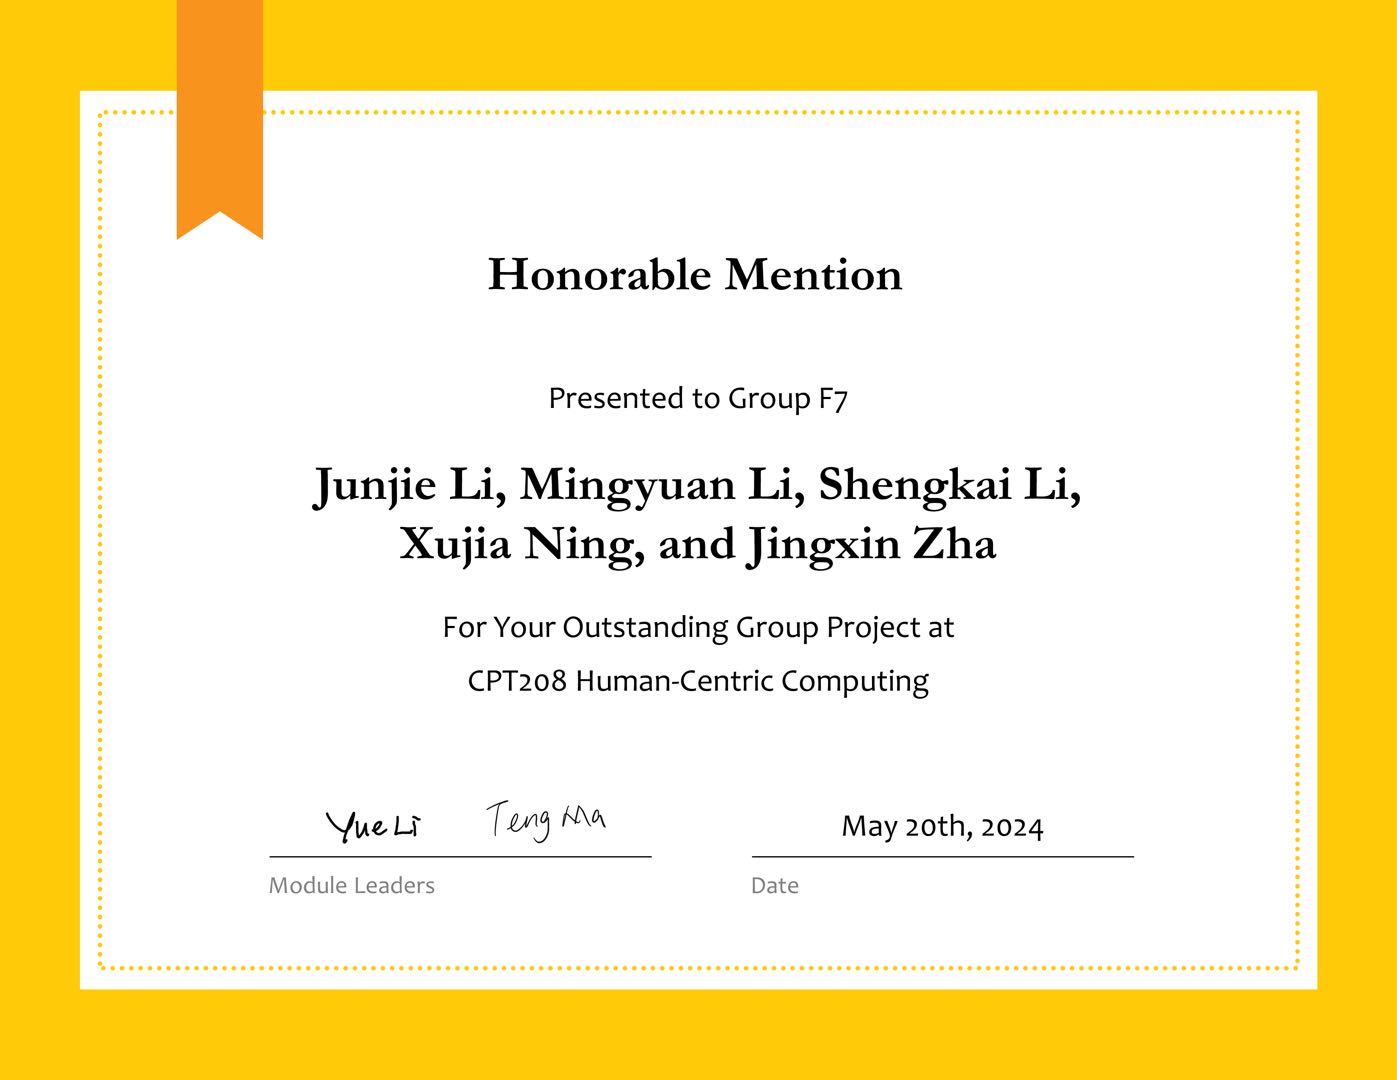 Honorable Mention
Presented to Group F7
Junjie Li, Mingyuan Li, Shengkai Li,
Xujia Ning, and Jingxin Zha
For Your Outstanding Group Project at
CPT208 Human-Centric Computing
Yue Li Teng Ma May 20th, 2024
Module Leaders Date